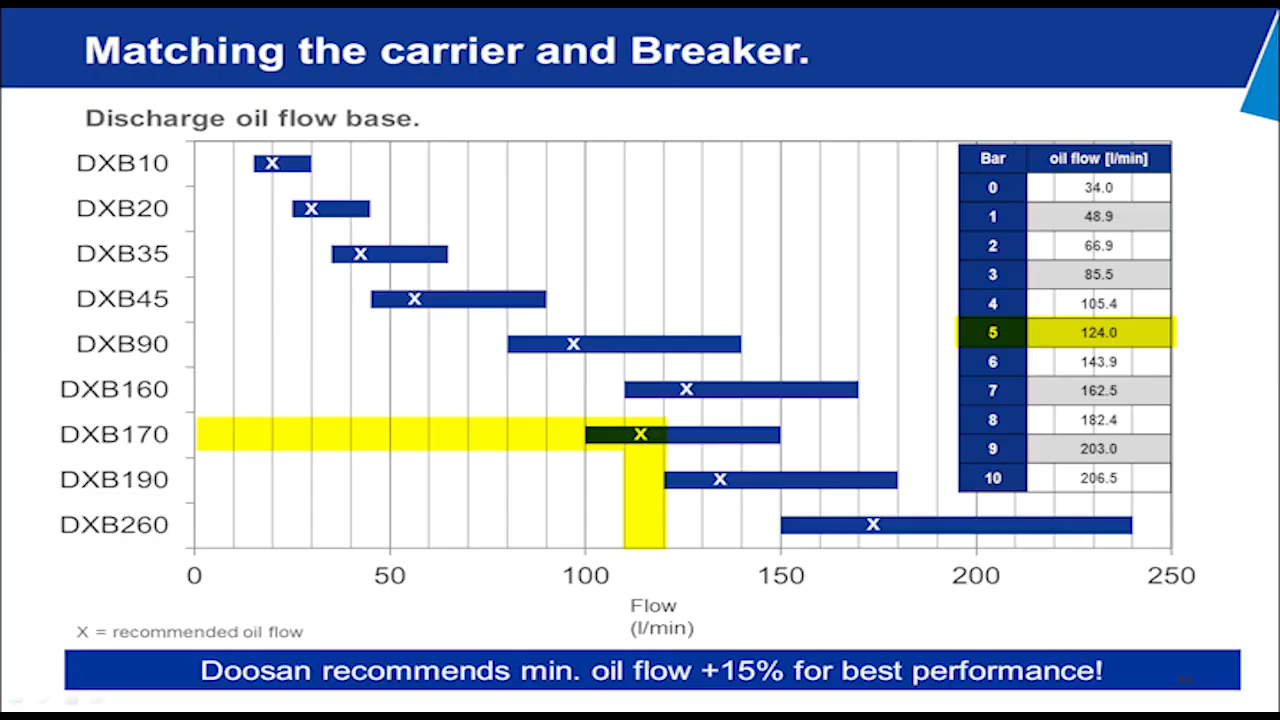 Matching the carrier and Breaker.
Discharge oil flow base.
DXB10 X
DXB20 X
DXB35 X
DXB45 X
DXB90 X
DXB160 X
DXB170 X
DXB190 X
DXB260 X
Bar oil flow [l/min]
0 34.0
1 48.9
2 66.9
3 85.5
4 105.4
5 124.0
6 143.9
7 162.5
8 182.4
9 203.0
10 206.5
0 50 100 150 200 250
Flow
(l/min)
X = recommended oil flow
Doosan recommends min. oil flow +15% for best performance!